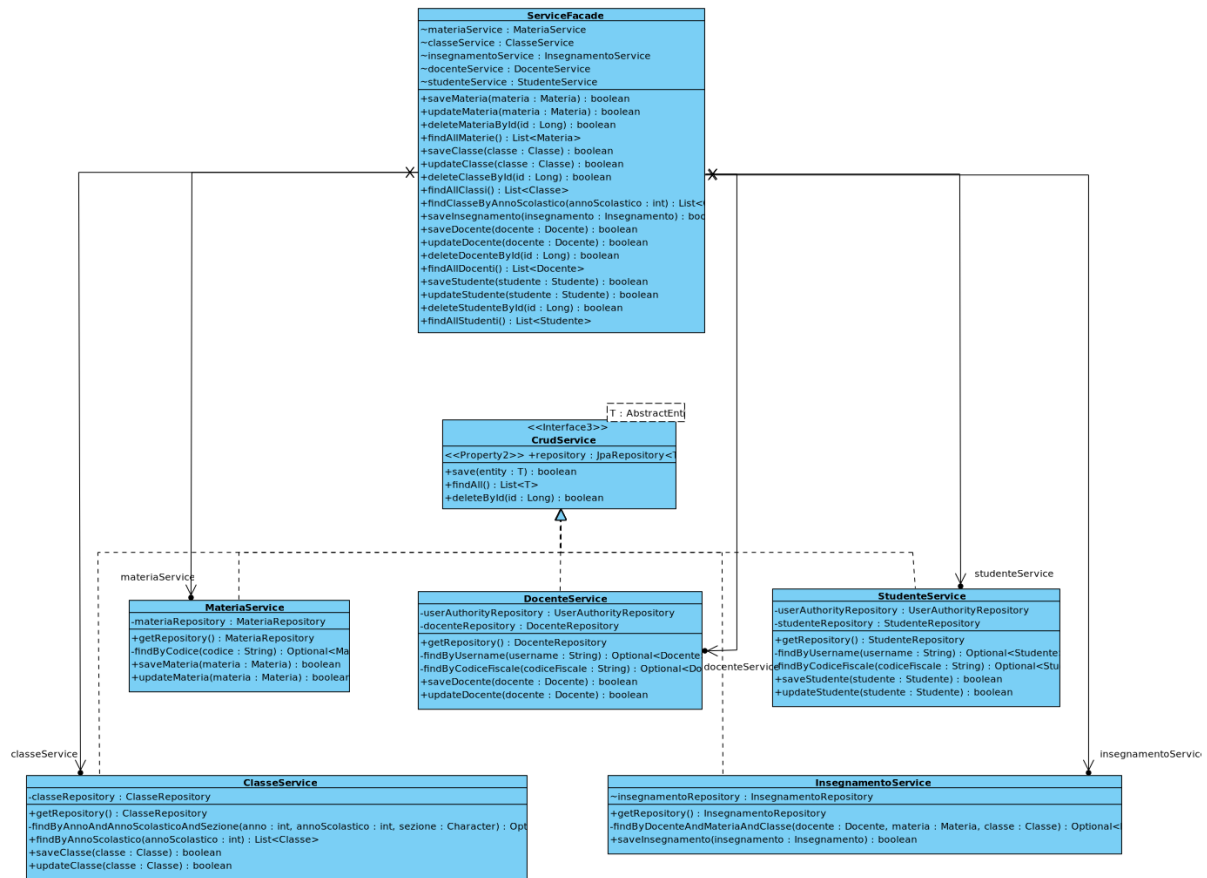 ServiceFacade
~materiaService : MateriaService
~classeService : ClasseService
~insegnamentoService : InsegnamentoService
~docenteService : DocenteService
~studenteService : StudenteService
+saveMateria(materia : Materia) : boolean
+updateMateria(materia : Materia) : boolean
+deleteMateriaById(id : Long) : boolean
+findAllMaterie() : List<Materia>
+saveClasse(classe : Classe) : boolean
+updateClasse(classe : Classe) : boolean
+deleteClasseById(id : Long) : boolean
+findAllClassi() : List<Classe>
+findClasseByAnnoScolastico(annoScolastico : int) : List<
+saveInsegnamento(insegnamento : Insegnamento) : boo
+saveDocente(docente : Docente) : boolean
+updateDocente(docente : Docente) : boolean
+deleteDocenteById(id : Long) : boolean
+findAllDocenti() : List<Docente>
+saveStudente(studente : Studente) : boolean
+updateStudente(studente : Studente) : boolean
+deleteStudenteById(id : Long) : boolean
+findAllStudenti() : List<Studente>
T : AbstractEnti
<<Interface3>>
CrudService
<<Property2>> +repository : JpaRepository<T
+save(entity : T) : boolean
+findAll() : List<T>
+deleteById(id : Long) : boolean
materiaService
MateriaService
-materiaRepository : MateriaRepository
+getRepository() : MateriaRepository
-findByCodice(codice : String) : Optional<Ma
+saveMateria(materia : Materia) : boolean
+updateMateria(materia : Materia) : boolean
DocenteService
-userAuthorityRepository : UserAuthorityRepository
-docenteRepository : DocenteRepository
+getRepository() : DocenteRepository
-findByUsername(username : String) : Optional<Docente
-findByCodiceFiscale(codiceFiscale : String) : Optional<Do
+saveDocente(docente : Docente) : boolean
+updateDocente(docente : Docente) : boolean
docenteService
studenteService
StudenteService
-userAuthorityRepository : UserAuthorityRepository
-studenteRepository : StudenteRepository
+getRepository() : StudenteRepository
-findByUsername(username : String) : Optional<Studente
-findByCodiceFiscale(codiceFiscale : String) : Optional<Stu
+saveStudente(studente : Studente) : boolean
+updateStudente(studente : Studente) : boolean
classeService
ClasseService
-classeRepository : ClasseRepository
+getRepository() : ClasseRepository
-findByAnnoAndAnnoScolasticoAndSezione(anno : int, annoScolastico : int, sezione : Character) : Opt
+findByAnnoScolastico(annoScolastico : int) : List<Classe>
+saveClasse(classe : Classe) : boolean
+updateClasse(classe : Classe) : boolean
insegnamentoService
InsegnamentoService
~insegnamentoRepository : InsegnamentoRepository
+getRepository() : InsegnamentoRepository
-findByDocenteAndMateriaAndClasse(docente : Docente, materia : Materia, classe : Classe) : Optional<I
+saveInsegnamento(insegnamento : Insegnamento) : boolean